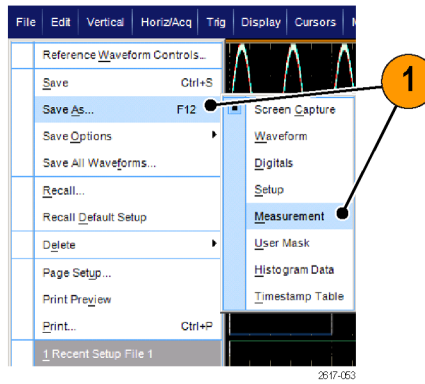 File Edit Vertical Horiz/Acq Trig Display Cursors
Reference Waveform Controls...
Save Ctrl+S
Save As... F12
Save Options
Save All Waveforms...
Recall...
Recall Default Setup
Delete
Page Setup...
Print Preview
Print... Ctrl+P
1 Recent Setup File 1
Screen Capture
Waveform
Digitals
Setup
Measurement
User Mask
Histogram Data
Timestamp Table
1
2617-053